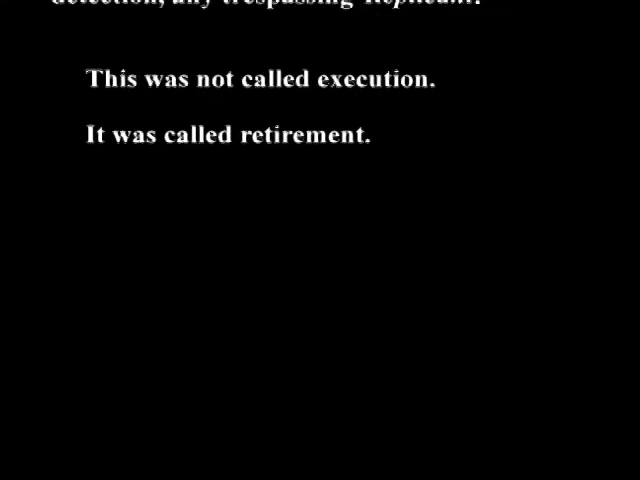 detection, any trespassing Replicant.
This was not called execution.
It was called retirement.